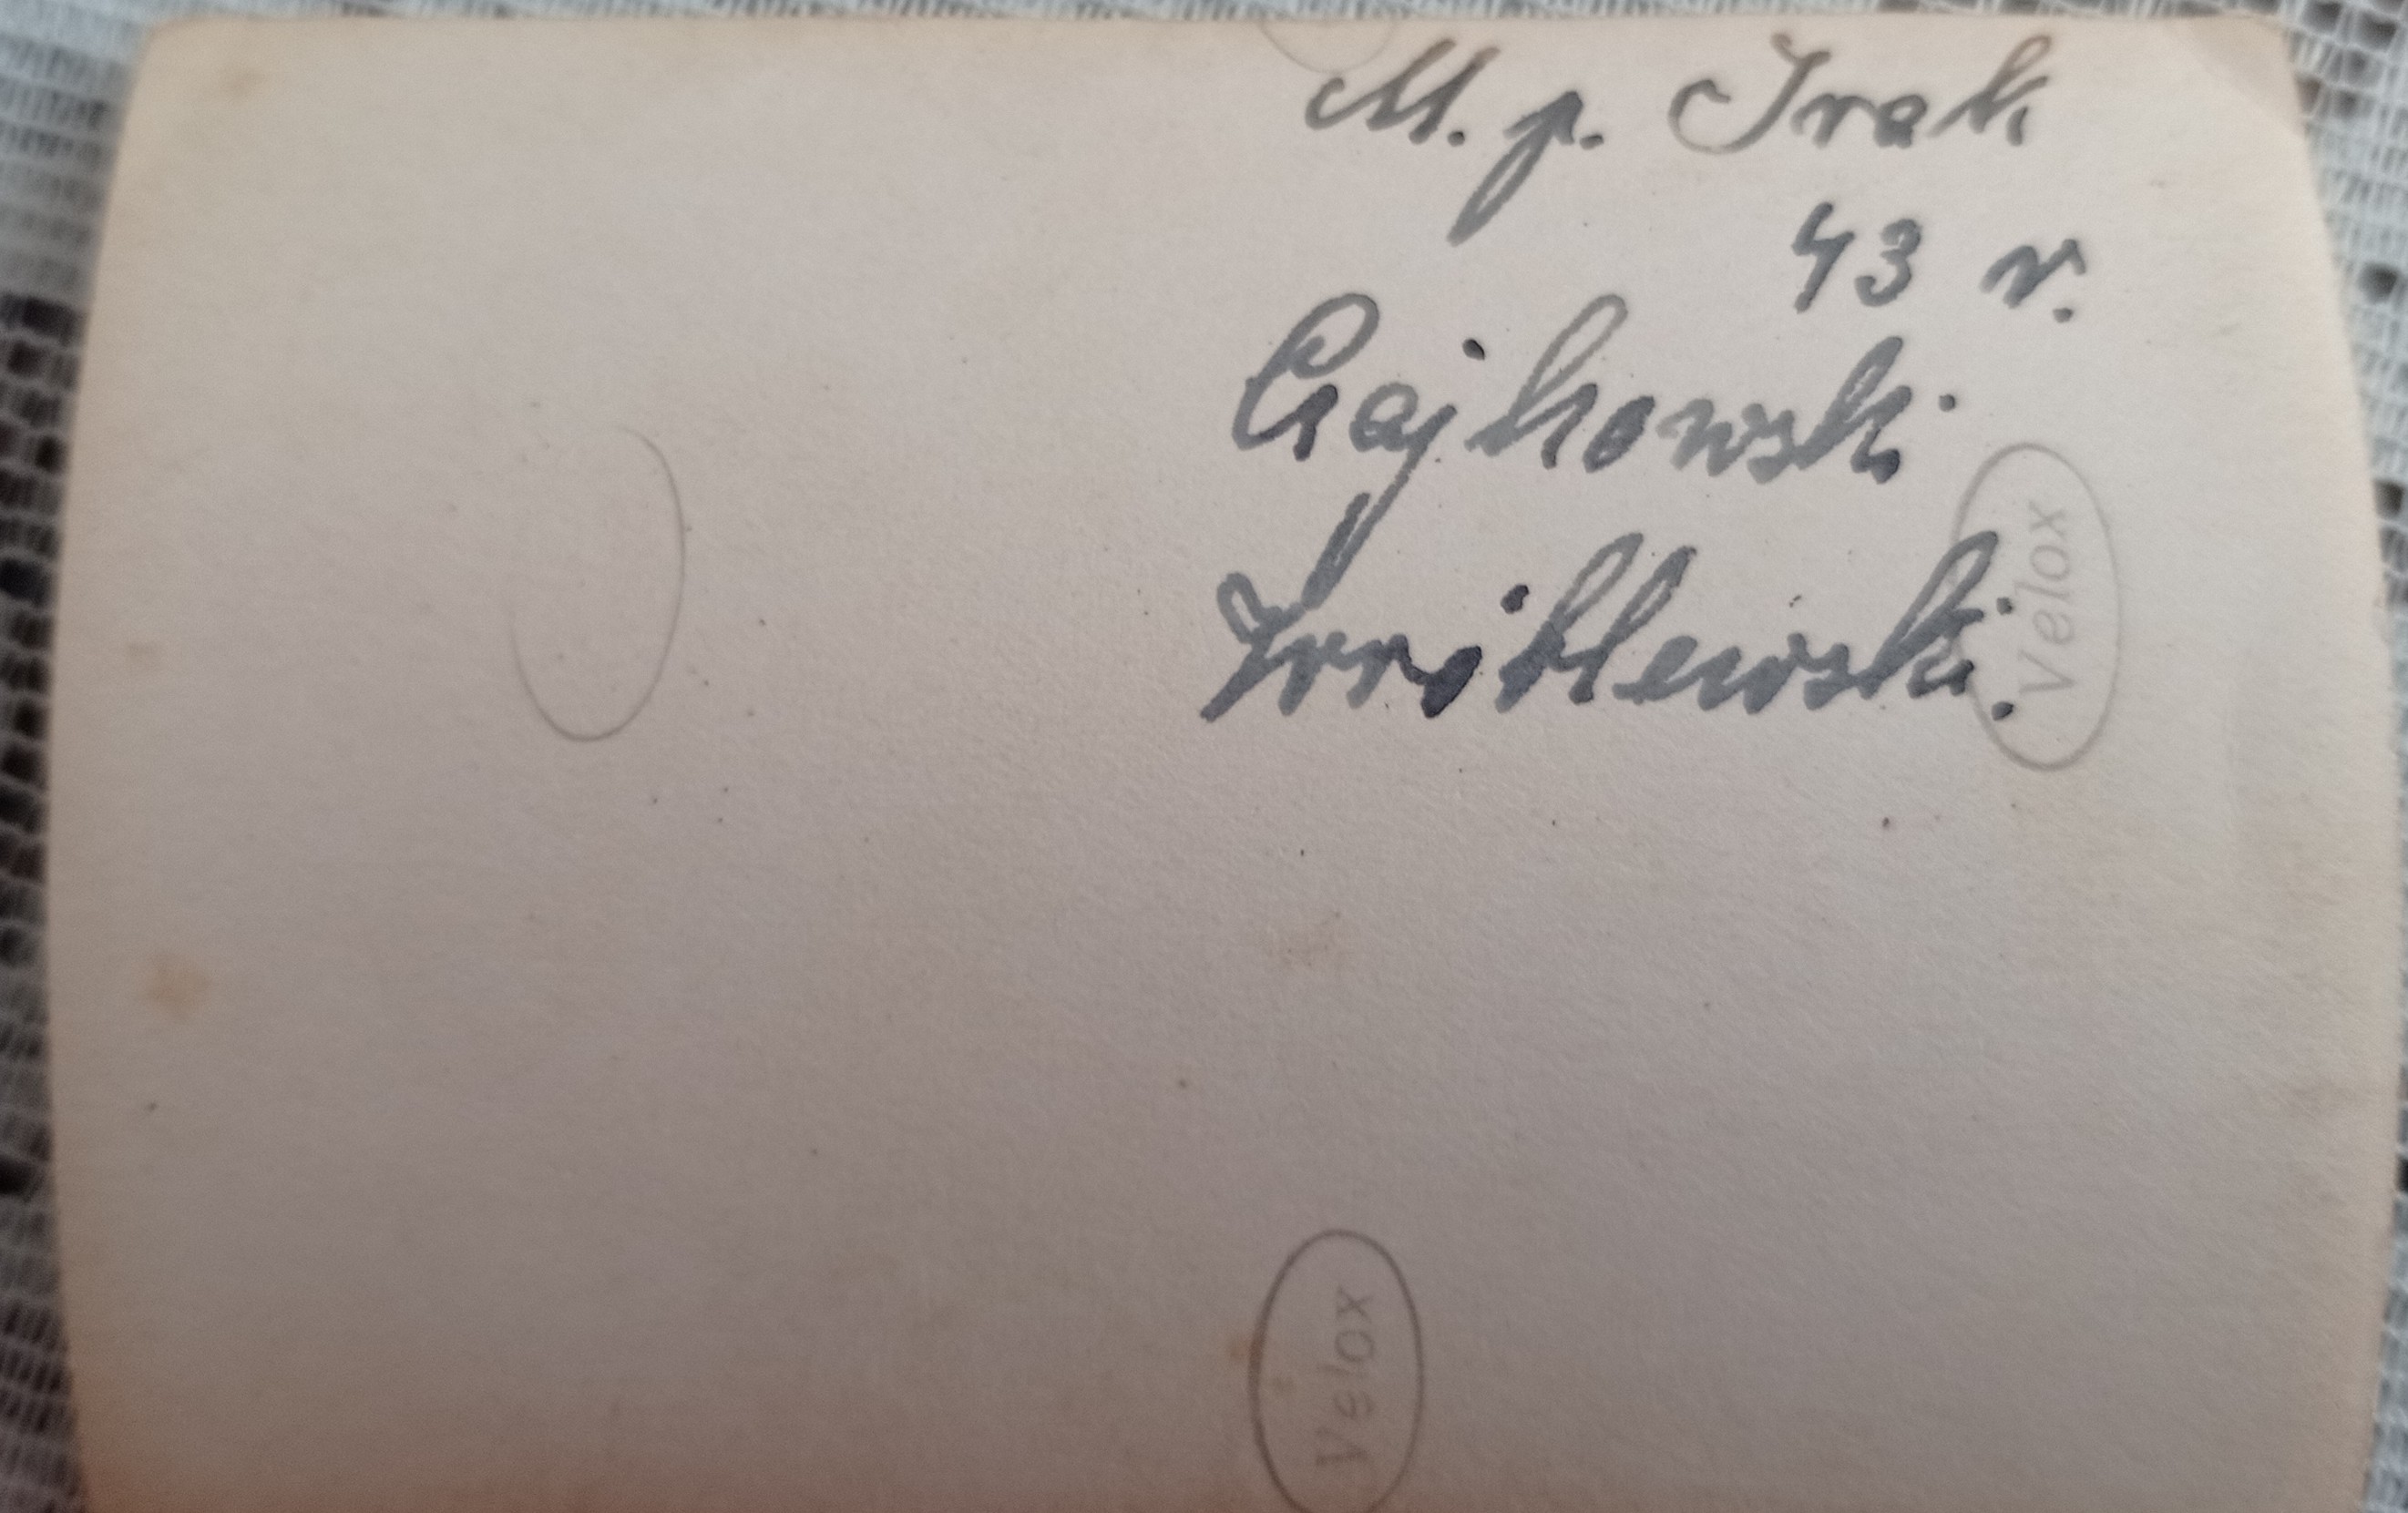 M. p. Irak
43 r.
Gajkowski
Wróblewski.
Velox
Velox